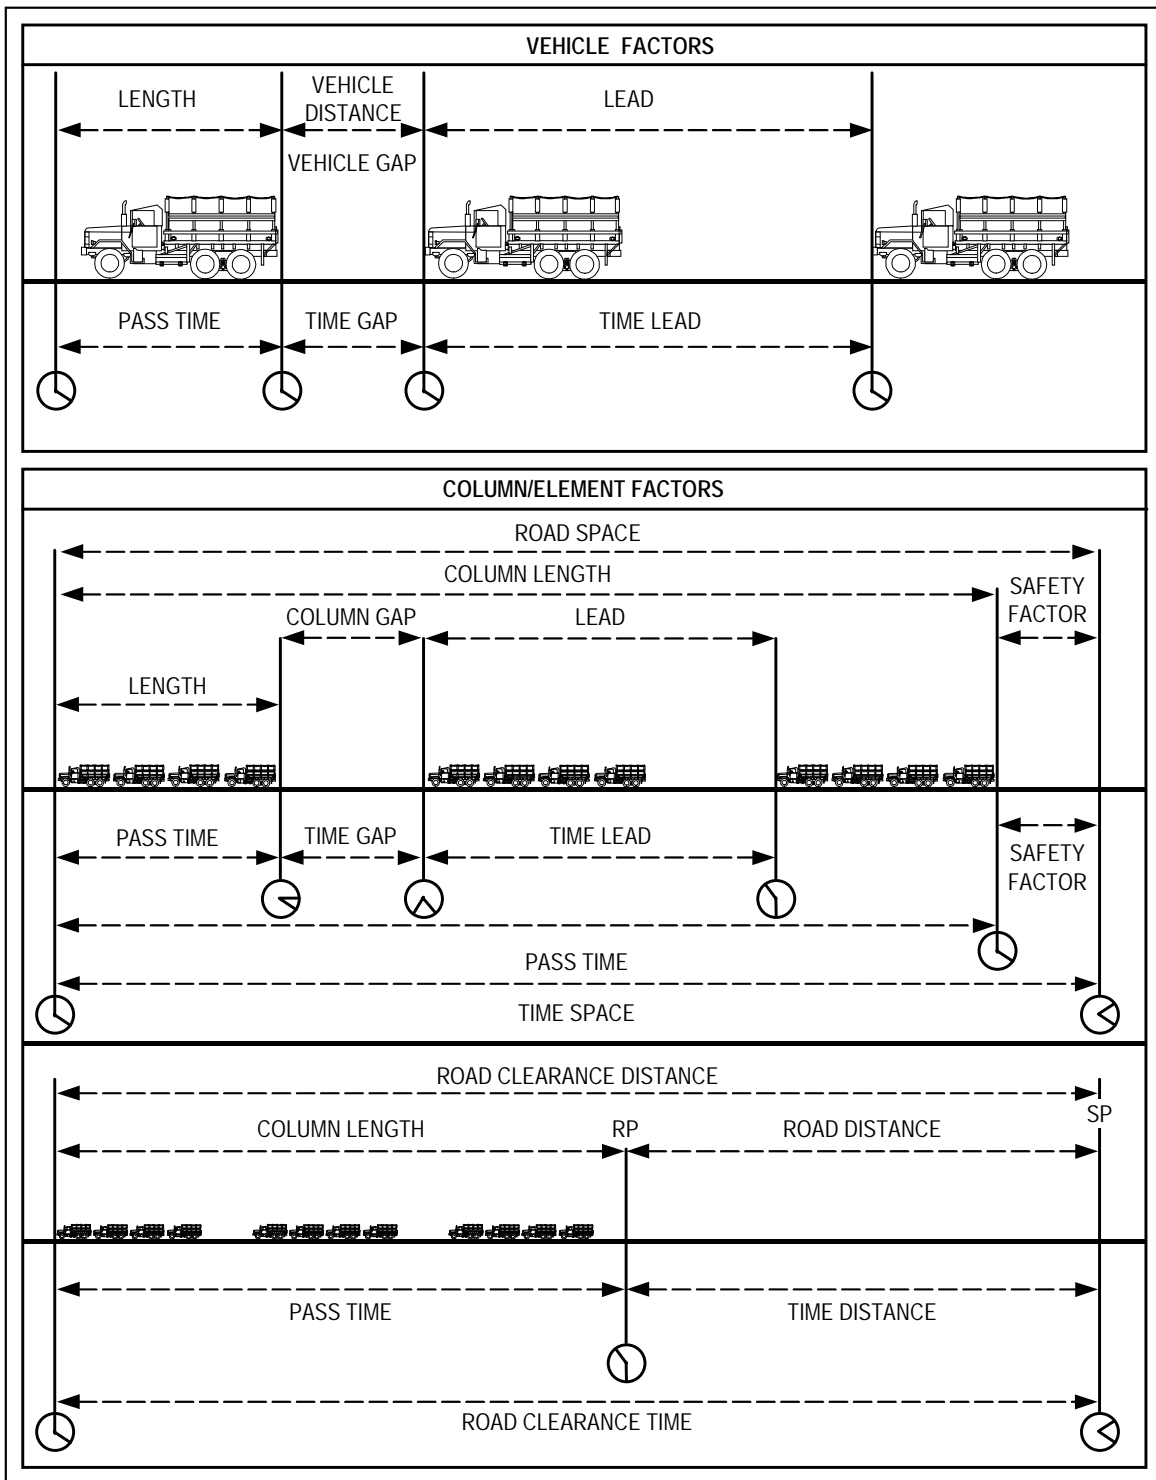 VEHICLE FACTORS
LENGTH
VEHICLE
DISTANCE
LEAD
VEHICLE GAP
PASS TIME
TIME GAP
TIME LEAD
COLUMN/ELEMENT FACTORS
ROAD SPACE
COLUMN LENGTH
SAFETY
FACTOR
COLUMN GAP
LEAD
LENGTH
PASS TIME
TIME GAP
TIME LEAD
SAFETY
FACTOR
PASS TIME
TIME SPACE
ROAD CLEARANCE DISTANCE
SP
COLUMN LENGTH
RP
ROAD DISTANCE
PASS TIME
TIME DISTANCE
ROAD CLEARANCE TIME